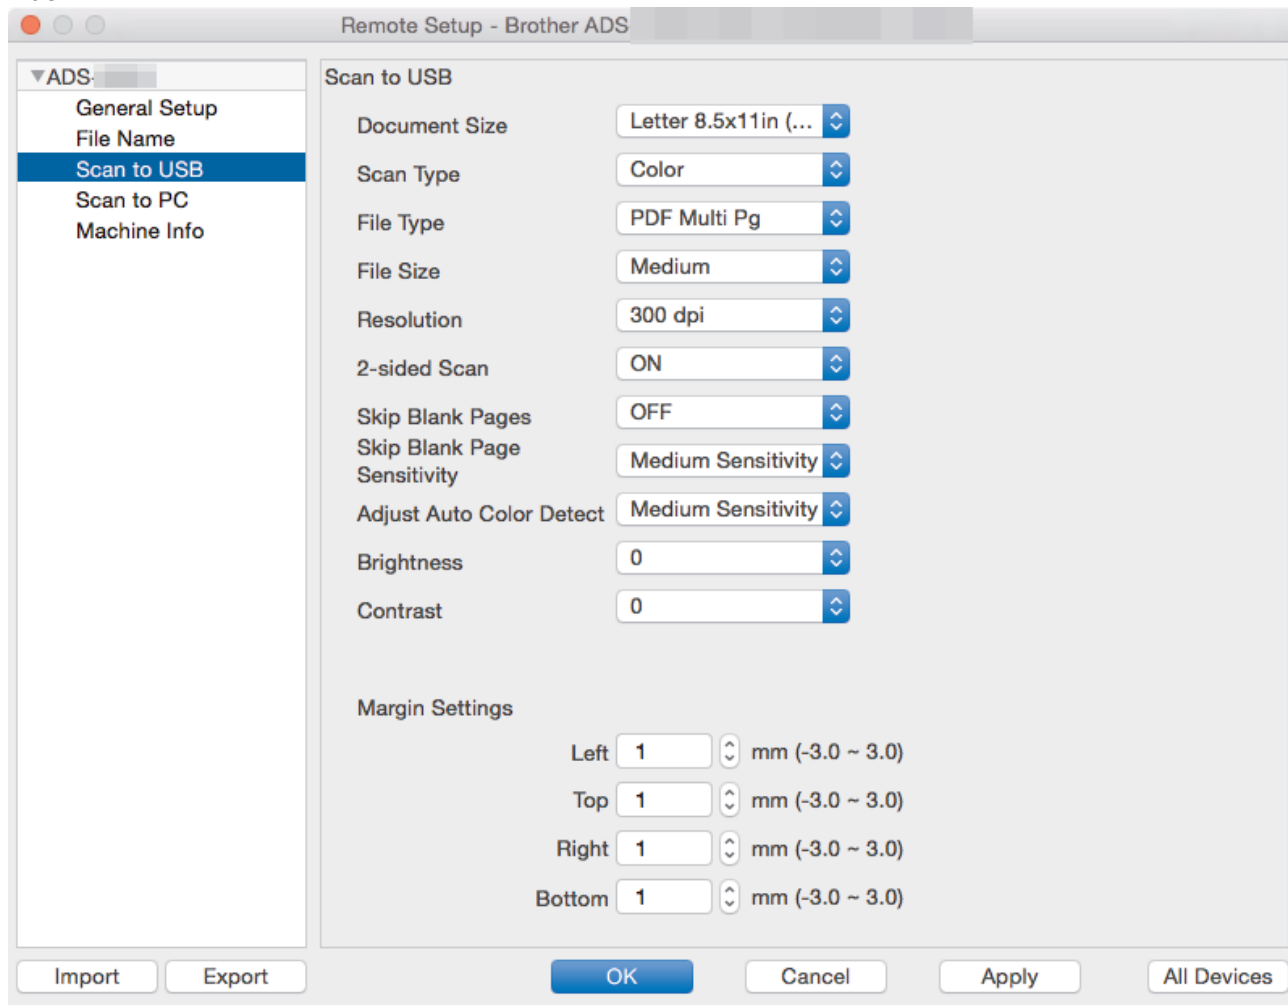 Remote Setup - Brother ADS
ADS-
General Setup
File Name
Scan to USB
Scan to PC
Machine Info
Scan to USB
Document Size Letter 8.5x11in (...
Scan Type Color
File Type PDF Multi Pg
File Size Medium
Resolution 300 dpi
2-sided Scan ON
Skip Blank Pages OFF
Skip Blank Page
Sensitivity Medium Sensitivity
Adjust Auto Color Detect Medium Sensitivity
Brightness 0
Contrast 0
Margin Settings
Left 1 mm (-3.0 ~ 3.0)
Top 1 mm (-3.0 ~ 3.0)
Right 1 mm (-3.0 ~ 3.0)
Bottom 1 mm (-3.0 ~ 3.0)
Import Export OK Cancel Apply All Devices